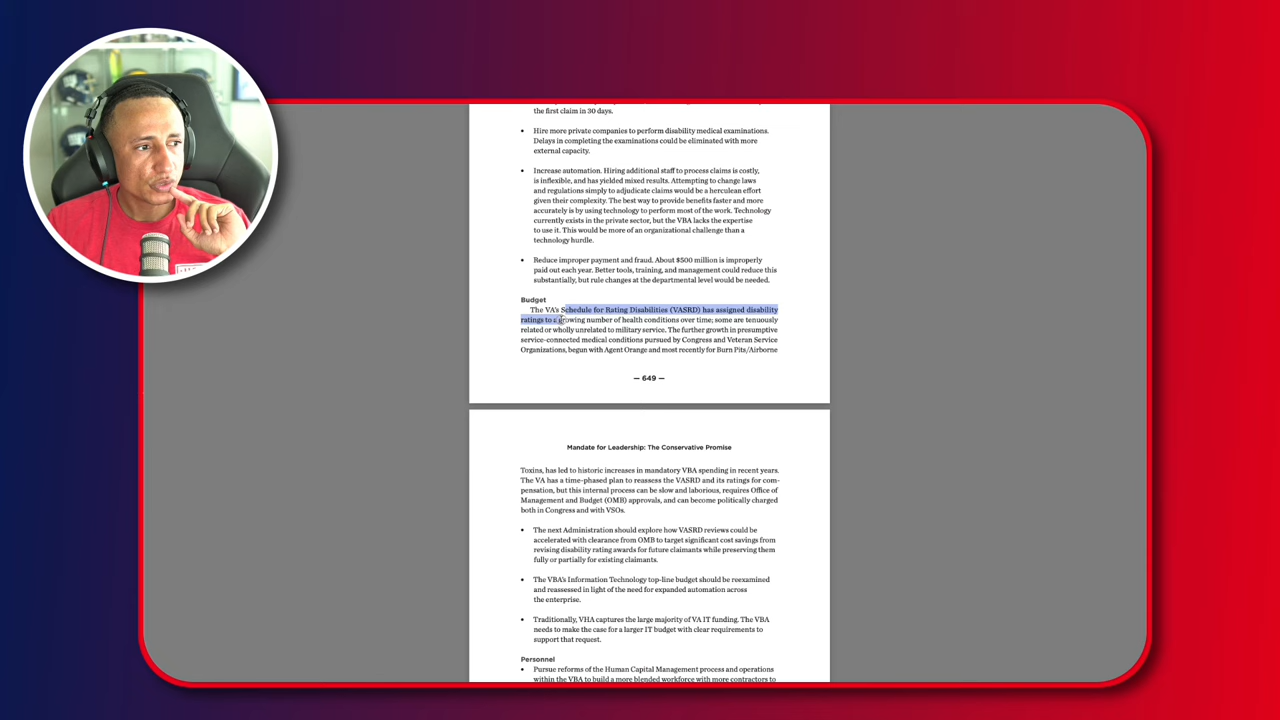 the first claim in 30 days.
• Hire more private companies to perform disability medical examinations.
Delays in completing the examinations could be eliminated with more
external capacity.
• Increase automation. Hiring additional staff to process claims is costly,
is inflexible, and has yielded mixed results. Attempting to change laws
and regulations simply to adjudicate claims would be a herculean effort
given their complexity. The best way to provide benefits faster and more
accurately is by using technology to perform most of the work. Technology
currently exists in the private sector, but the VBA lacks the expertise
to use it. This would be more of an organizational challenge than a
technology hurdle.
• Reduce improper payment and fraud. About $500 million is improperly
paid out each year. Better tools, training, and management could reduce this
substantially, but rule changes at the departmental level would be needed.
Budget
The VA's Schedule for Rating Disabilities (VASRD) has assigned disability
ratings to a growing number of health conditions over time; some are tenuously
related or wholly unrelated to military service. The further growth in presumptive
service-connected medical conditions pursued by Congress and Veteran Service
Organizations, begun with Agent Orange and most recently for Burn Pits/Airborne
— 649 —
Mandate for Leadership: The Conservative Promise
Toxins, has led to historic increases in mandatory VBA spending in recent years.
The VA has a time-phased plan to reassess the VASRD and its ratings for com-
pensation, but this internal process can be slow and laborious, requires Office of
Management and Budget (OMB) approvals, and can become politically charged
both in Congress and with VSOs.
• The next Administration should explore how VASRD reviews could be
accelerated with clearance from OMB to target significant cost savings from
revising disability rating awards for future claimants while preserving them
fully or partially for existing claimants.
• The VBA's Information Technology top-line budget should be reexamined
and reassessed in light of the need for expanded automation across
the enterprise.
• Traditionally, VHA captures the large majority of VA IT funding. The VBA
needs to make the case for a larger IT budget with clear requirements to
support that request.
Personnel
• Pursue reforms of the Human Capital Management process and operations
within the VBA to build a more blended workforce with more contractors to